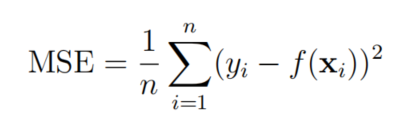 MSE = \frac{1}{n} \sum_{i=1}^{n} (y_i - f(\mathbf{x}_i))^2